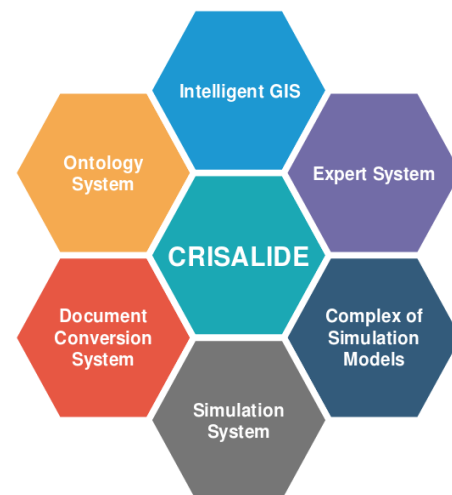 Intelligent GIS
Ontology
System
Expert System
CRISALIDE
Document
Conversion
System
Complex of
Simulation
Models
Simulation
System